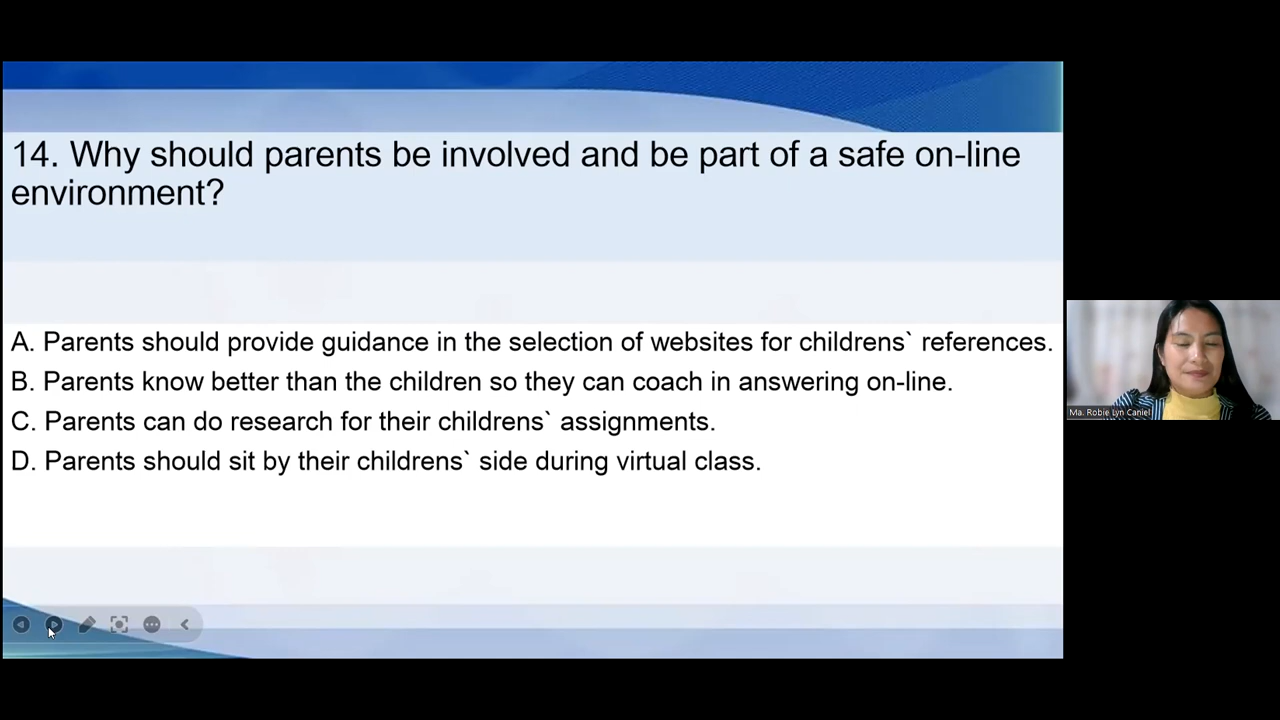 14. Why should parents be involved and be part of a safe on-line
environment?
A. Parents should provide guidance in the selection of websites for childrens` references.
B. Parents know better than the children so they can coach in answering on-line.
C. Parents can do research for their childrens` assignments.
D. Parents should sit by their childrens` side during virtual class.
Ma. Robie Lyn Caniel